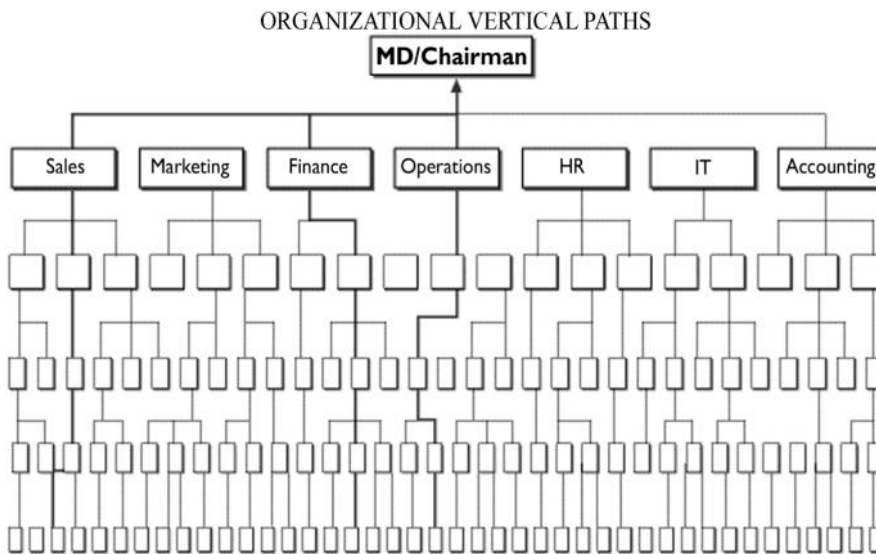 ORGANIZATIONAL VERTICAL PATHS
MD/Chairman
Sales
Marketing
Finance
Operations
HR
IT
Accounting